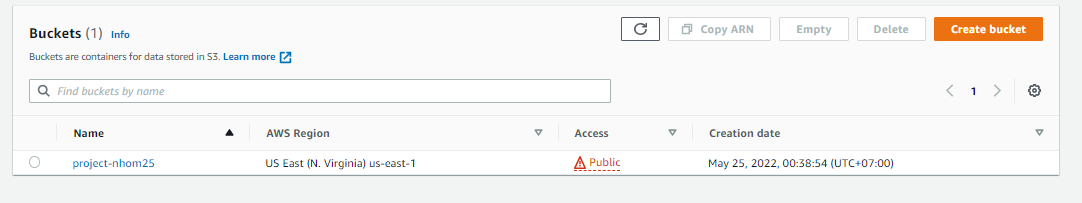 Buckets (1) Info
Copy ARN Empty Delete Create bucket
Buckets are containers for data stored in S3. Learn more
Find buckets by name
1
Name AWS Region Access Creation date
project-nhom25 US East (N. Virginia) us-east-1 Public May 25, 2022, 00:38:54 (UTC+07:00)